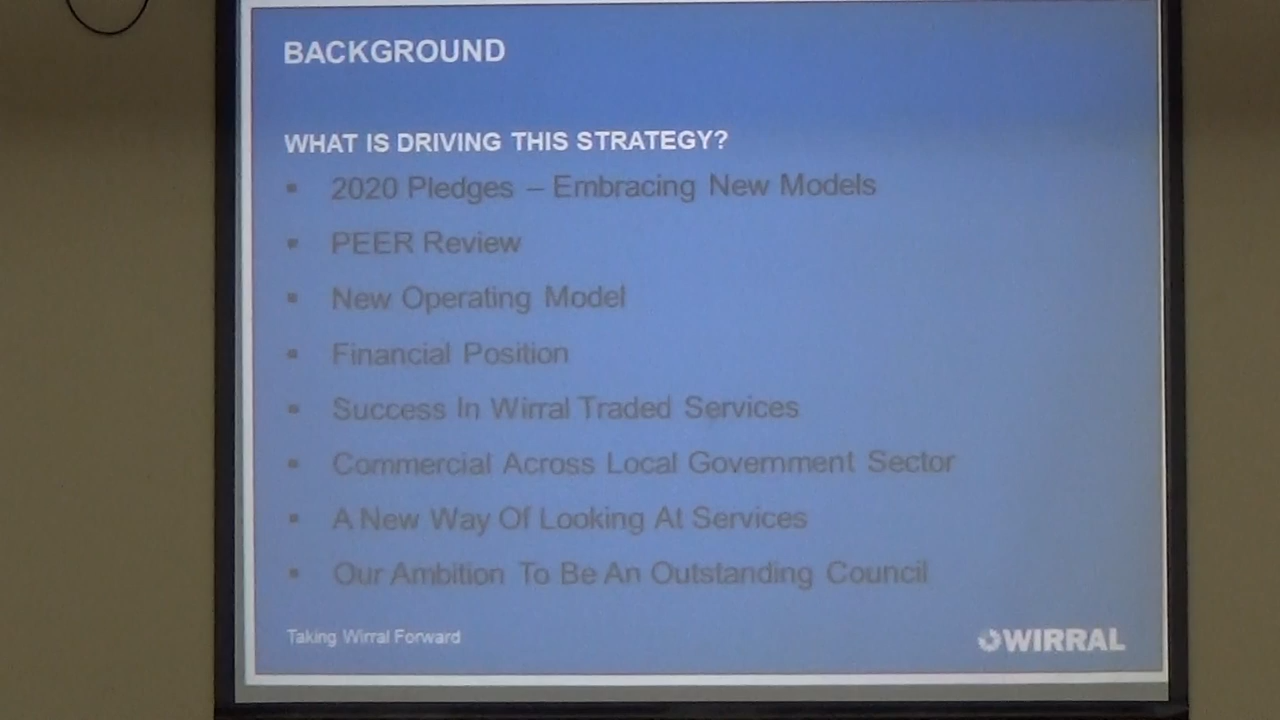 BACKGROUND
WHAT IS DRIVING THIS STRATEGY?
▪ 2020 Pledges – Embracing New Models
▪ PEER Review
▪ New Operating Model
▪ Financial Position
▪ Success In Wirral Traded Services
▪ Commercial Across Local Government Sector
▪ A New Way Of Looking At Services
▪ Our Ambition To Be An Outstanding Council
Taking Wirral Forward
WIRRAL